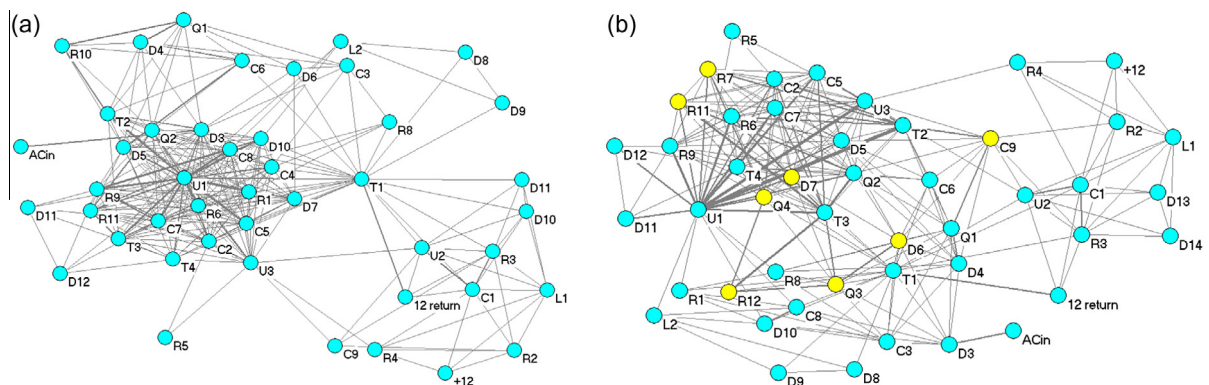 (a)
Q1
R10
D4
C6
D6
L2
C3
D8
D9
R8
T2
Q2
D3
D10
ACin
D5
C8
C4
U1
T1
R9
R1
D11
D11
R11
R6
D7
D10
C7
C5
T3
C2
U2
R3
D12
T4
U3
12 return
C1
L1
R5
C9
R4
R2
+12
(b)
R5
R7
C2
C5
R4
+12
R11
U3
C7
R6
T2
R2
L1
D12
R9
D5
C9
T4
D7
Q2
C6
U2
C1
D13
Q4
U1
T3
D11
Q1
R3
D14
D6
D4
R8
T1
R1
R12
Q3
12 return
L2
C8
D10
ACin
C3
D3
D9
D8